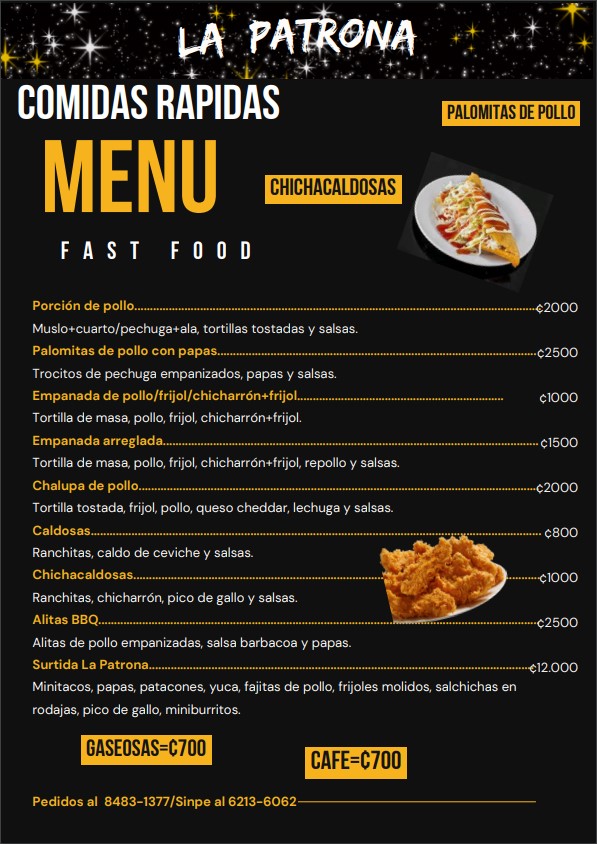 LA PATRONA
COMIDAS RAPIDAS
PALOMITAS DE POLLO
MENU
CHICHACALDOSAS
FAST FOOD
Porción de pollo......................................................₵2000
Muslo+cuarto/pechuga+ala, tortillas tostadas y salsas.
Palomitas de pollo con papas......................................................₵2500
Trocitos de pechuga empanizados, papas y salsas.
Empanada de pollo/frijol/chicharrón+frijol...................................................... ₵1000
Tortilla de masa, pollo, frijol, chicharrón+frijol.
Empanada arreglada...................................................... ₵1500
Tortilla de masa, pollo, frijol, chicharrón+frijol, repollo y salsas.
Chalupa de pollo......................................................₵2000
Tortilla tostada, frijol, pollo, queso cheddar, lechuga y salsas.
Caldosas...................................................... ₵800
Ranchitas, caldo de ceviche y salsas.
Chichacaldosas......................................................₵1000
Ranchitas, chicharrón, pico de gallo y salsas.
Alitas BBQ......................................................₵2500
Alitas de pollo empanizadas, salsa barbacoa y papas.
Surtida La Patrona......................................................₵12.000
Minitacos, papas, patacones, yuca, fajitas de pollo, frijoles molidos, salchichas en
rodajas, pico de gallo, miniburritos.
GASEOSAS=₵700
CAFE=₵700
Pedidos al 8483-1377/Sinpe al 6213-6062